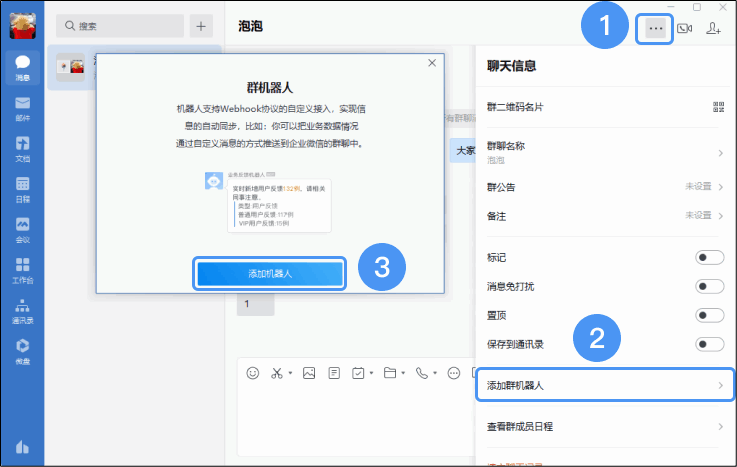 搜索
泡泡
1
消息
邮件
文档
日程
会议
工作台
通讯录
微盘
群机器人
机器人支持Webhook协议的自定义接入，实现信
息的自动同步，比如：你可以把业务数据情况
通过自定义消息的方式推送到企业微信的群聊中。
业务反馈机器人
实时新增用户反馈132例，请相关
同事注意。
类型:用户反馈
普通用户反馈:117例
VIP用户反馈:15例
添加机器人
3
大家
1
聊天信息
群二维码名片
群聊名称
泡泡
群公告
未设置
备注
未设置
标记
消息免打扰
置顶
保存到通讯录
2
添加群机器人
查看群成员日程